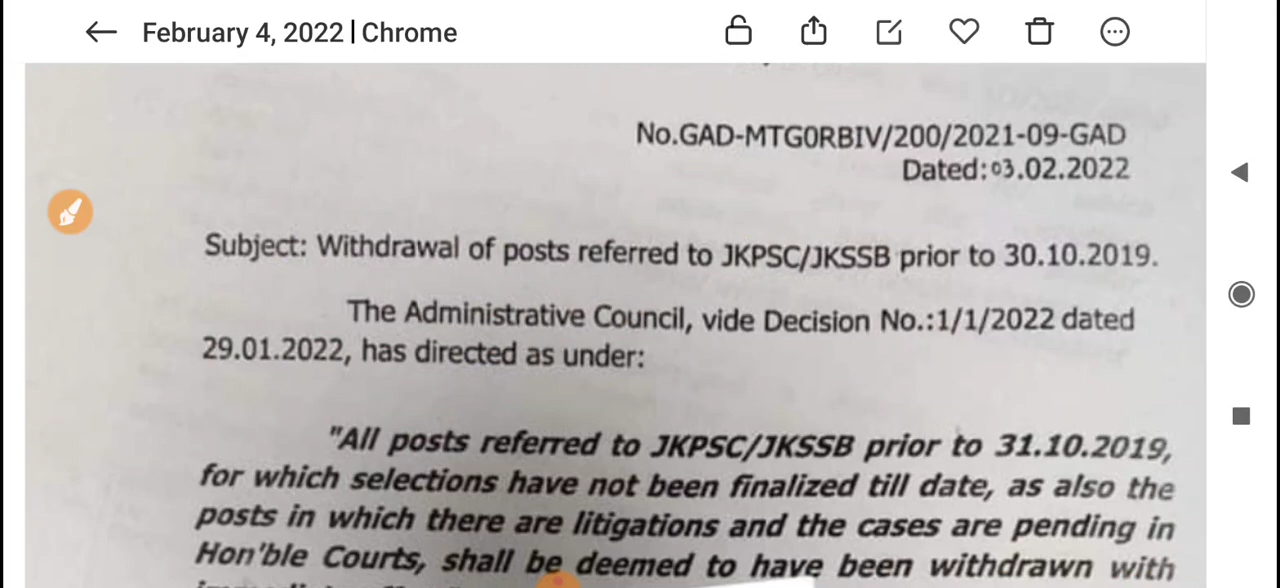 February 4, 2022 | Chrome
No.GAD-MTG0RBIV/200/2021-09-GAD
Dated:03.02.2022
Subject: Withdrawal of posts referred to JKPSC/JKSSB prior to 30.10.2019.
The Administrative Council, vide Decision No.:1/1/2022 dated
29.01.2022, has directed as under:
"All posts referred to JKPSC/JKSSB prior to 31.10.2019,
for which selections have not been finalized till date, as also the
posts in which there are litigations and the cases are pending in
Hon'ble Courts, shall be deemed to have been withdrawn with